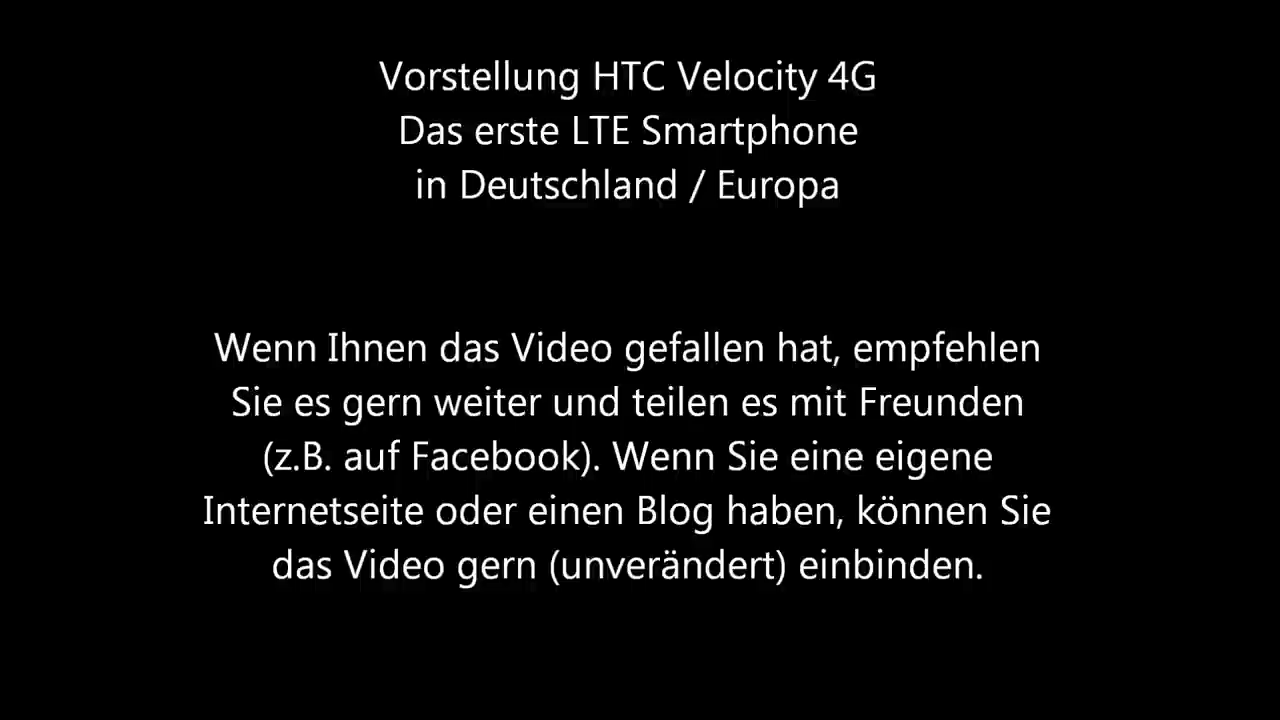 Vorstellung HTC Velocity 4G
Das erste LTE Smartphone
in Deutschland / Europa
Wenn Ihnen das Video gefallen hat, empfehlen
Sie es gern weiter und teilen es mit Freunden
(z.B. auf Facebook). Wenn Sie eine eigene
Internetseite oder einen Blog haben, können Sie
das Video gern (unverändert) einbinden.